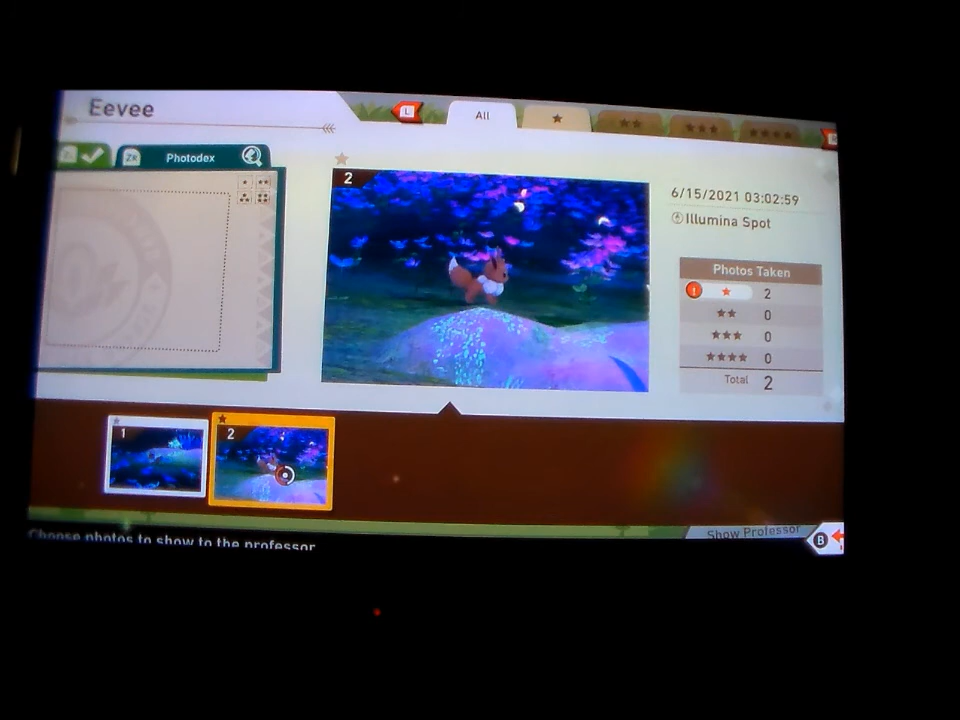 Eevee
L
All
ZR Photodex
2
6/15/2021 03:02:59
Illumina Spot
Photos Taken
2
0
0
0
Total 2
1
2
Show Professor
B
Choose photos to show to the professor